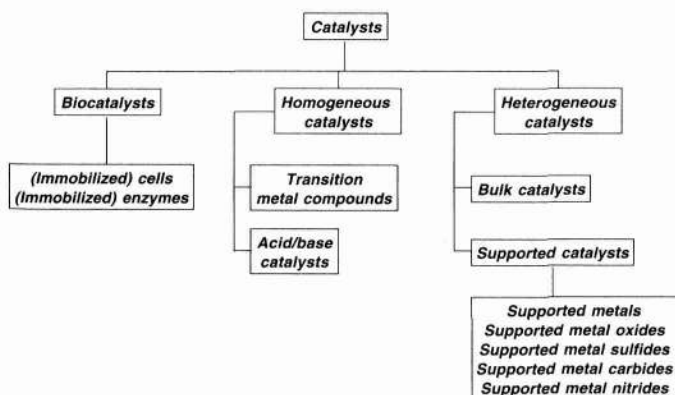 Catalysts
Biocatalysts
Homogeneous
catalysts
Heterogeneous
catalysts
(Immobilized) cells
(Immobilized) enzymes
Transition
metal compounds
Bulk catalysts
Acid/base
catalysts
Supported catalysts
Supported metals
Supported metal oxides
Supported metal sulfides
Supported metal carbides
Supported metal nitrides